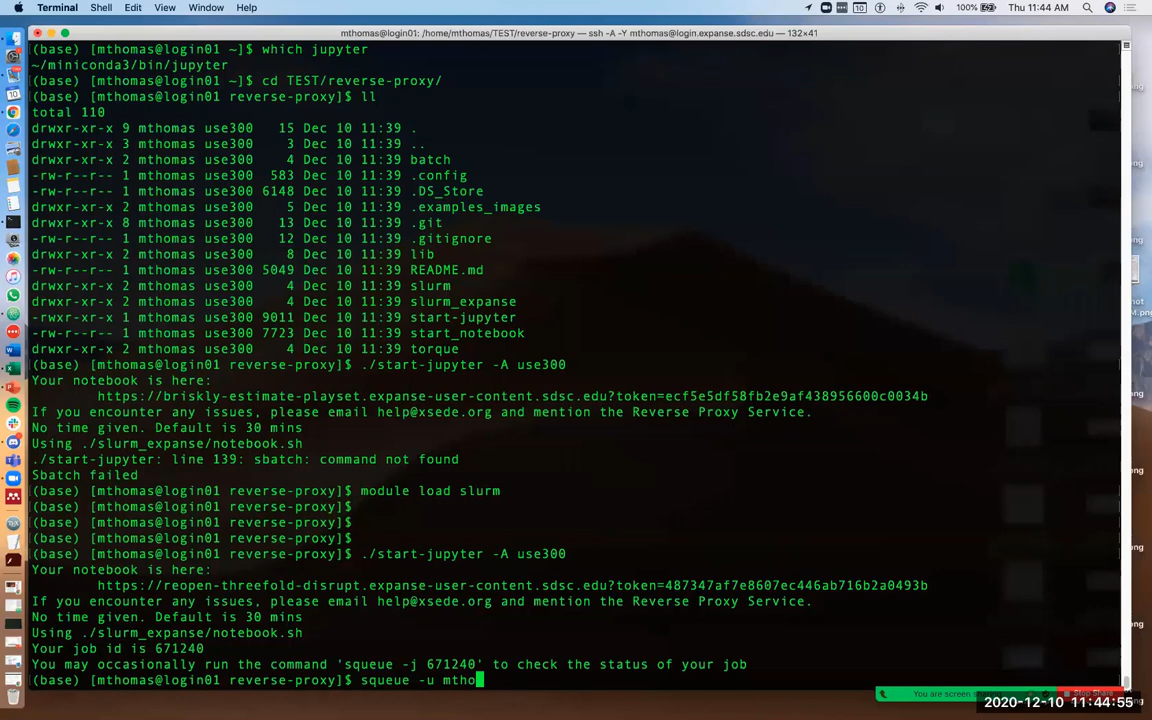 Terminal Shell Edit View Window Help 100% Thu 11:44 AM
mthomas@login01: /home/mthomas/TEST/reverse-proxy — ssh -A -Y mthomas@login.expanse.sdsc.edu — 132×41
(base) [mthomas@login01 ~]$ which jupyter
~/miniconda3/bin/jupyter
(base) [mthomas@login01 ~]$ cd TEST/reverse-proxy/
(base) [mthomas@login01 reverse-proxy]$ ll
total 110
drwxr-xr-x 9 mthomas use300 15 Dec 10 11:39 .
drwxr-xr-x 3 mthomas use300 3 Dec 10 11:39 ..
drwxr-xr-x 2 mthomas use300 4 Dec 10 11:39 batch
-rw-r--r-- 1 mthomas use300 583 Dec 10 11:39 .config
-rw-r--r-- 1 mthomas use300 6148 Dec 10 11:39 .DS_Store
drwxr-xr-x 2 mthomas use300 5 Dec 10 11:39 .examples_images
drwxr-xr-x 8 mthomas use300 13 Dec 10 11:39 .git
-rw-r--r-- 1 mthomas use300 12 Dec 10 11:39 .gitignore
drwxr-xr-x 2 mthomas use300 8 Dec 10 11:39 lib
-rw-r--r-- 1 mthomas use300 5049 Dec 10 11:39 README.md
drwxr-xr-x 2 mthomas use300 4 Dec 10 11:39 slurm
drwxr-xr-x 2 mthomas use300 4 Dec 10 11:39 slurm_expanse
-rwxr-xr-x 1 mthomas use300 9011 Dec 10 11:39 start-jupyter
-rwxr-xr-- 1 mthomas use300 7723 Dec 10 11:39 start_notebook
drwxr-xr-x 2 mthomas use300 4 Dec 10 11:39 torque
(base) [mthomas@login01 reverse-proxy]$ ./start-jupyter -A use300
Your notebook is here:
https://briskly-estimate-playset.expanse-user-content.sdsc.edu?token=ecf5e5df58fb2e9af438956600c0034b
If you encounter any issues, please email help@xsede.org and mention the Reverse Proxy Service.
No time given. Default is 30 mins
Using ./slurm_expanse/notebook.sh
./start-jupyter: line 139: sbatch: command not found
Sbatch failed
(base) [mthomas@login01 reverse-proxy]$ module load slurm
(base) [mthomas@login01 reverse-proxy]$
(base) [mthomas@login01 reverse-proxy]$
(base) [mthomas@login01 reverse-proxy]$
(base) [mthomas@login01 reverse-proxy]$ ./start-jupyter -A use300
Your notebook is here:
https://reopen-threefold-disrupt.expanse-user-content.sdsc.edu?token=487347af7e8607ec446ab716b2a0493b
If you encounter any issues, please email help@xsede.org and mention the Reverse Proxy Service.
No time given. Default is 30 mins
Using ./slurm_expanse/notebook.sh
Your job id is 671240
You may occasionally run the command 'squeue -j 671240' to check the status of your job
(base) [mthomas@login01 reverse-proxy]$ squeue -u mtho
You are screen Stop Share
2020-12-10 11:44:55